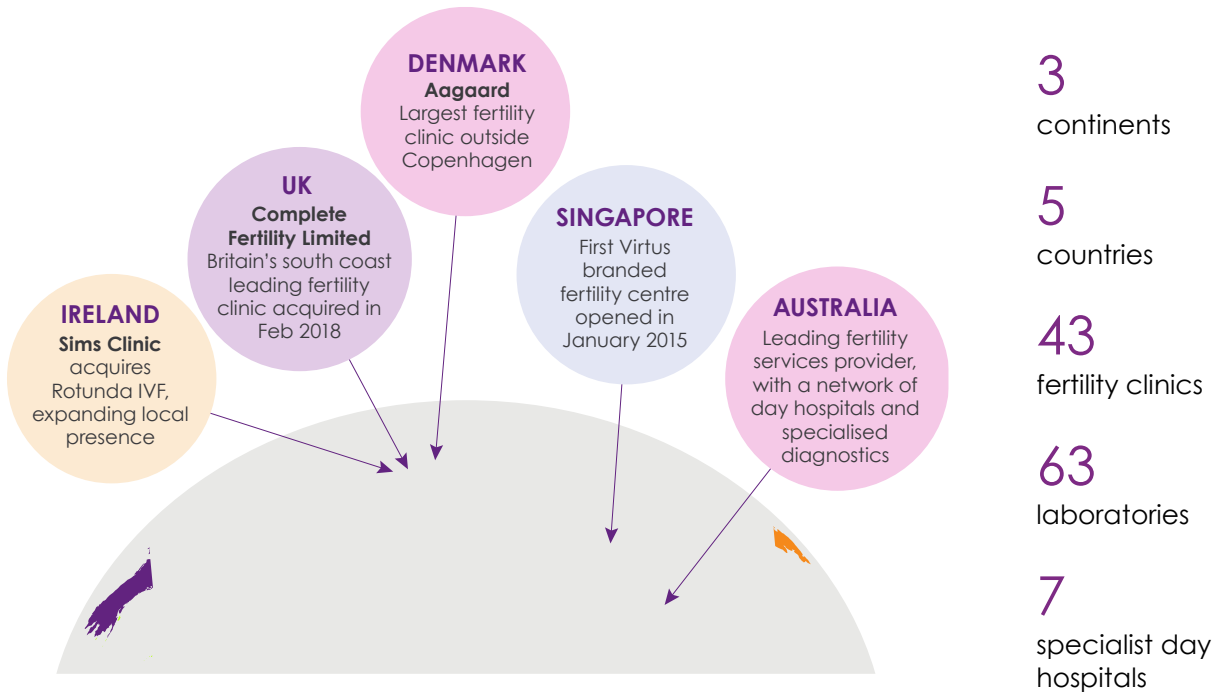 DENMARK
Aagaard
Largest fertility
clinic outside
Copenhagen
UK
Complete
Fertility Limited
Britain's south coast
leading fertility
clinic acquired in
Feb 2018
SINGAPORE
First Virtus
branded
fertility centre
opened in
January 2015
IRELAND
Sims Clinic
acquires
Rotunda IVF,
expanding local
presence
AUSTRALIA
Leading fertility
services provider,
with a network of
day hospitals and
specialised
diagnostics
3
continents
5
countries
43
fertility clinics
63
laboratories
7
specialist day
hospitals